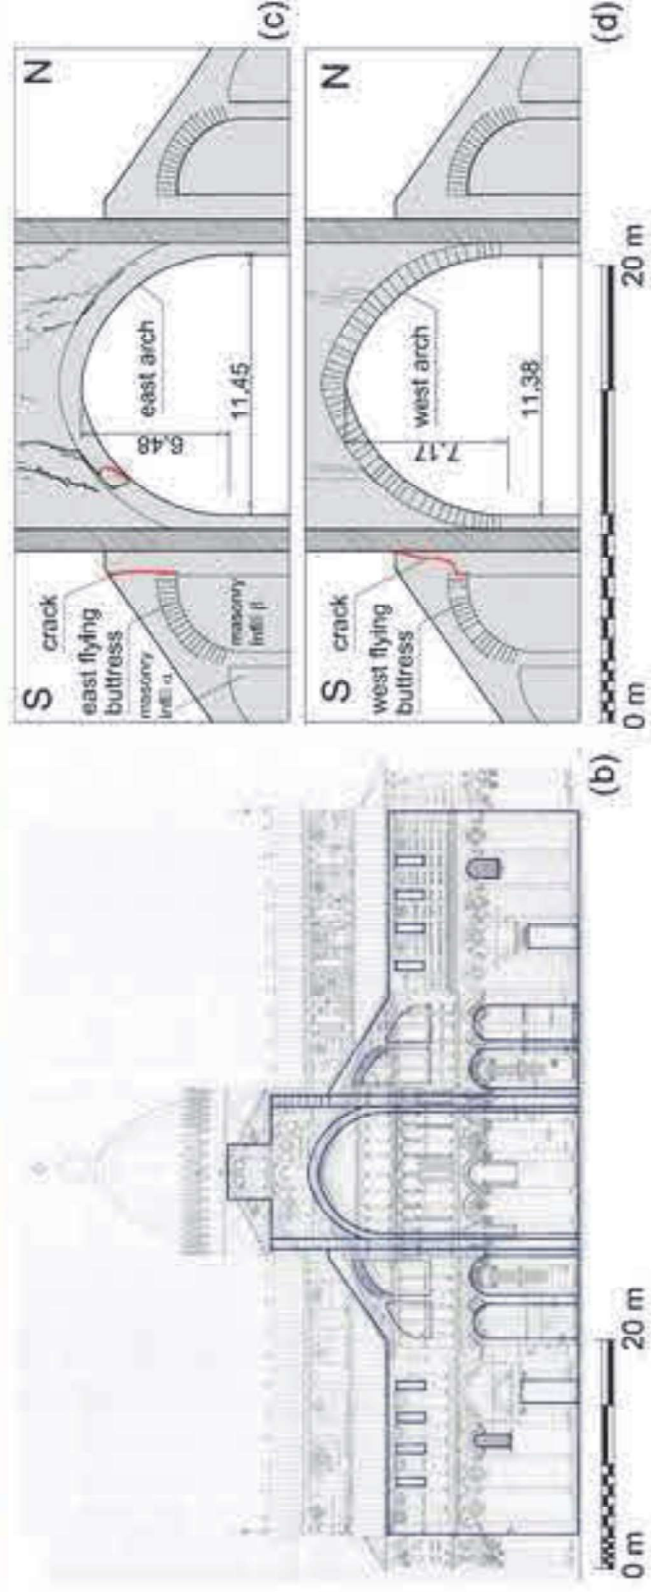 (b)
0 m
20 m
(c)
S
N
crack
east flying
buttress
masonry
infill α
masonry
infill β
east arch
6,48
11,45
(d)
S
N
crack
west flying
buttress
west arch
7,17
11,38
0 m
20 m